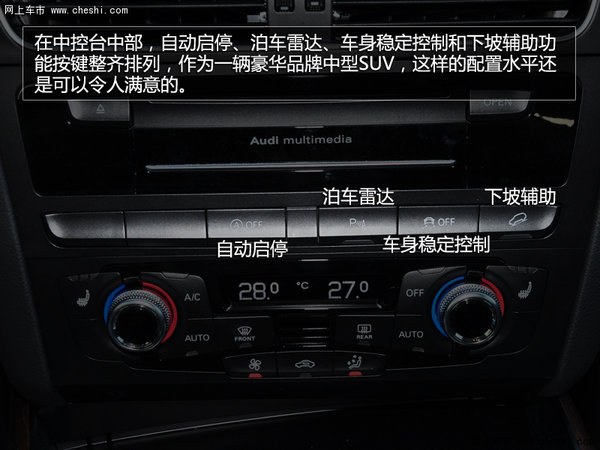 网上车市
www.cheshi.com
在中控台中部，自动启停、泊车雷达、车身稳定控制和下坡辅助功
能按键整齐排列，作为一辆豪华品牌中型SUV，这样的配置水平还
是可以令人满意的。
OPEN
Audi multimedia
泊车雷达
下坡辅助
A OFF
P
OFF
自动启停
车身稳定控制
A/C
28.0 °C 27.0
OFF
AUTO
FRONT
REAR
AUTO